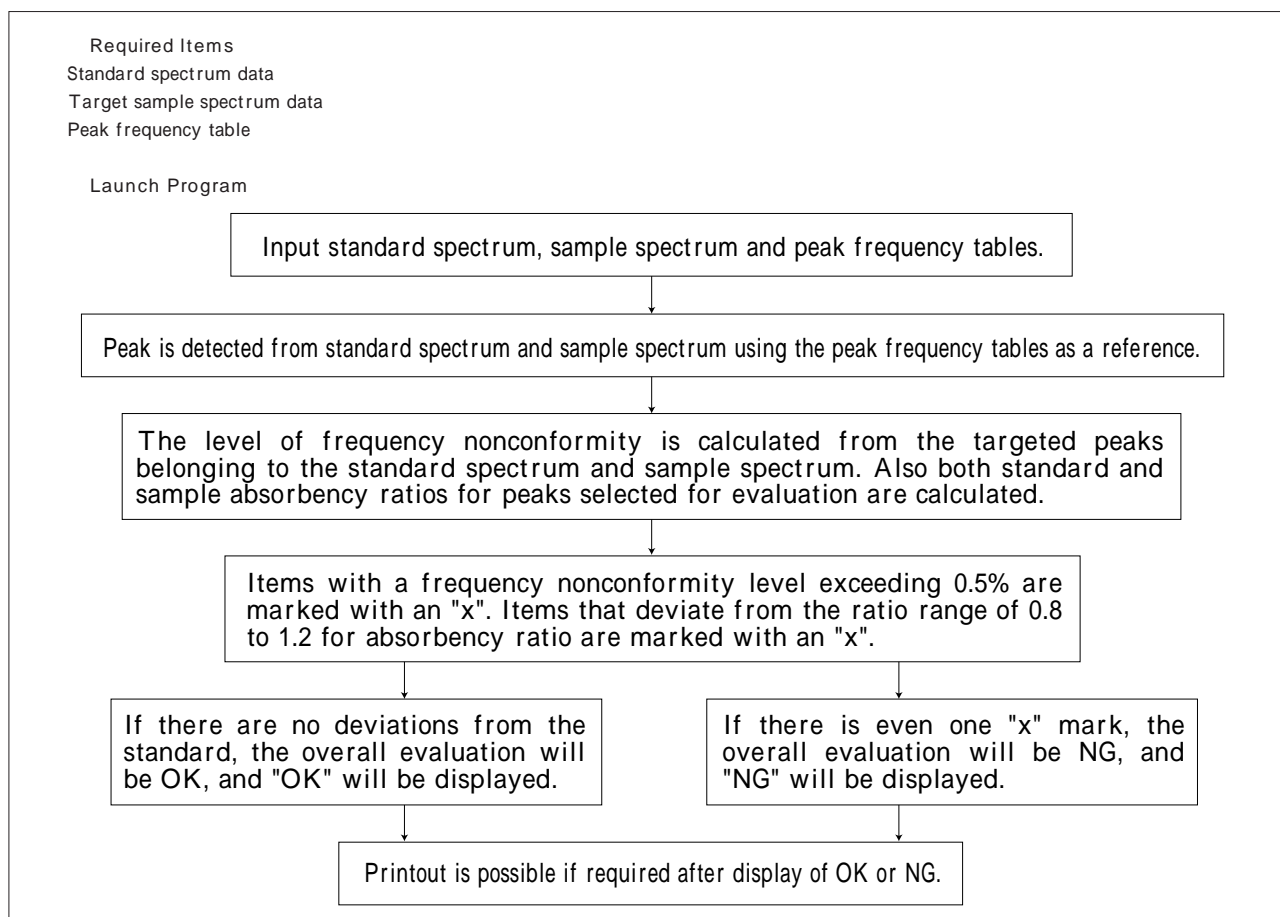 Required Items
Standard spectrum data
Target sample spectrum data
Peak frequency table
Launch Program
Input standard spectrum, sample spectrum and peak frequency tables.
Peak is detected from standard spectrum and sample spectrum using the peak frequency tables as a reference.
The level of frequency nonconformity is calculated from the targeted peaks
belonging to the standard spectrum and sample spectrum. Also both standard and
sample absorbency ratios for peaks selected for evaluation are calculated.
Items with a frequency nonconformity level exceeding 0.5% are
marked with an "x". Items that deviate from the ratio range of 0.8
to 1.2 for absorbency ratio are marked with an "x".
If there are no deviations from the
standard, the overall evaluation will
be OK, and "OK" will be displayed.
If there is even one "x" mark, the
overall evaluation will be NG, and
"NG" will be displayed.
Printout is possible if required after display of OK or NG.